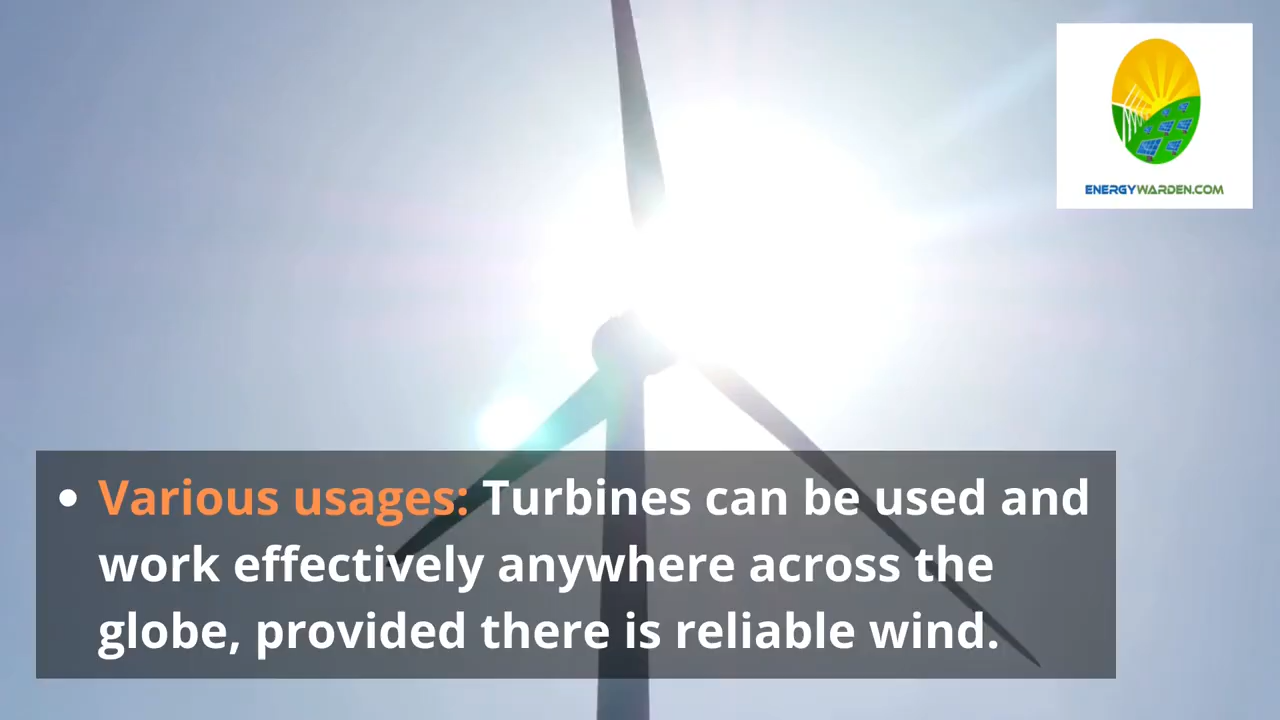 ENERGYWARDEN.COM
• Various usages: Turbines can be used and
work effectively anywhere across the
globe, provided there is reliable wind.